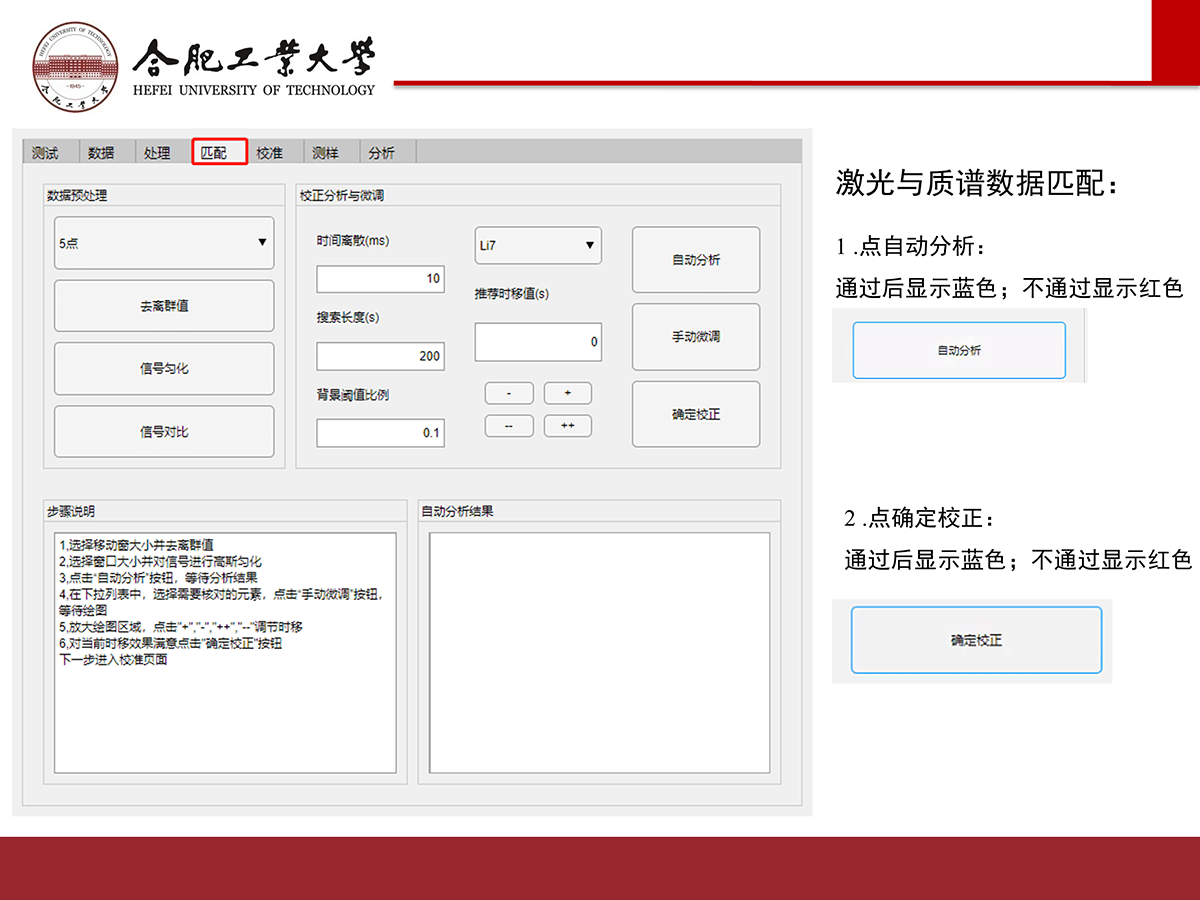 HEFEI UNIVERSITY OF TECHNOLOGY
1945
合肥工业大学
合肥工業大學
HEFEI UNIVERSITY OF TECHNOLOGY
测试 数据 处理 匹配 校准 测样 分析
数据预处理
5点
去离群值
信号匀化
信号对比
校正分析与微调
时间离散(ms)
10
搜索长度(s)
200
背景阈值比例
0.1
Li7
推荐时移值(s)
0
- +
-- ++
自动分析
手动微调
确定校正
步骤说明
1,选择移动窗大小并去离群值
2,选择窗口大小并对信号进行高斯匀化
3,点击“自动分析”按钮，等待分析结果
4,在下拉列表中，选择需要核对的元素，点击“手动微调”按钮，
等待绘图
5,放大绘图区域，点击"+","-","++","--"调节时移
6,对当前时移效果满意点击“确定校正”按钮
下一步进入校准页面
自动分析结果
激光与质谱数据匹配：
1 .点自动分析：
通过后显示蓝色；不通过显示红色
自动分析
2 .点确定校正：
通过后显示蓝色；不通过显示红色
确定校正